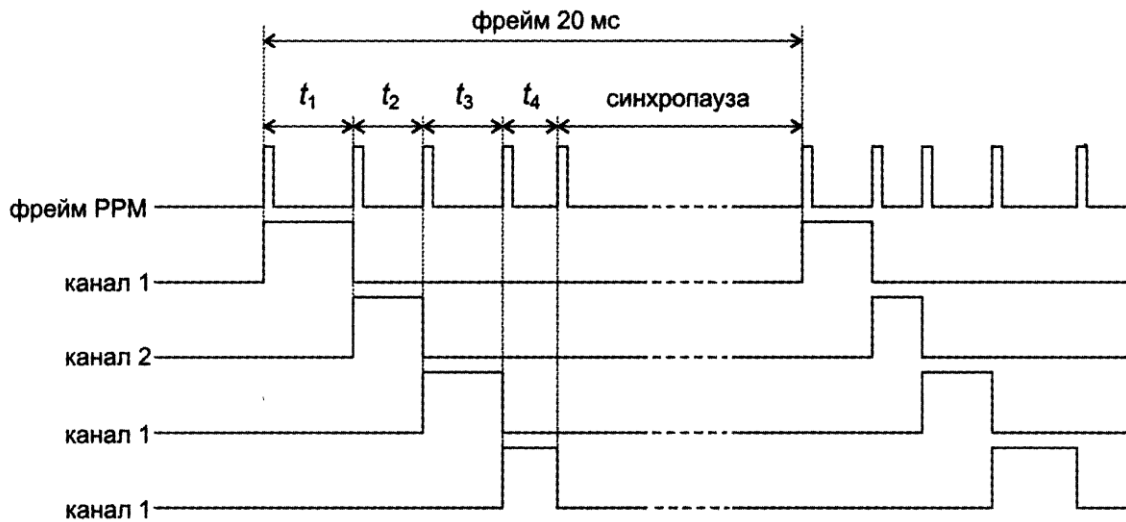 фрейм 20 мс
t1 t2 t3 t4 синхропауза
фрейм PPM
канал 1
канал 2
канал 1
канал 1